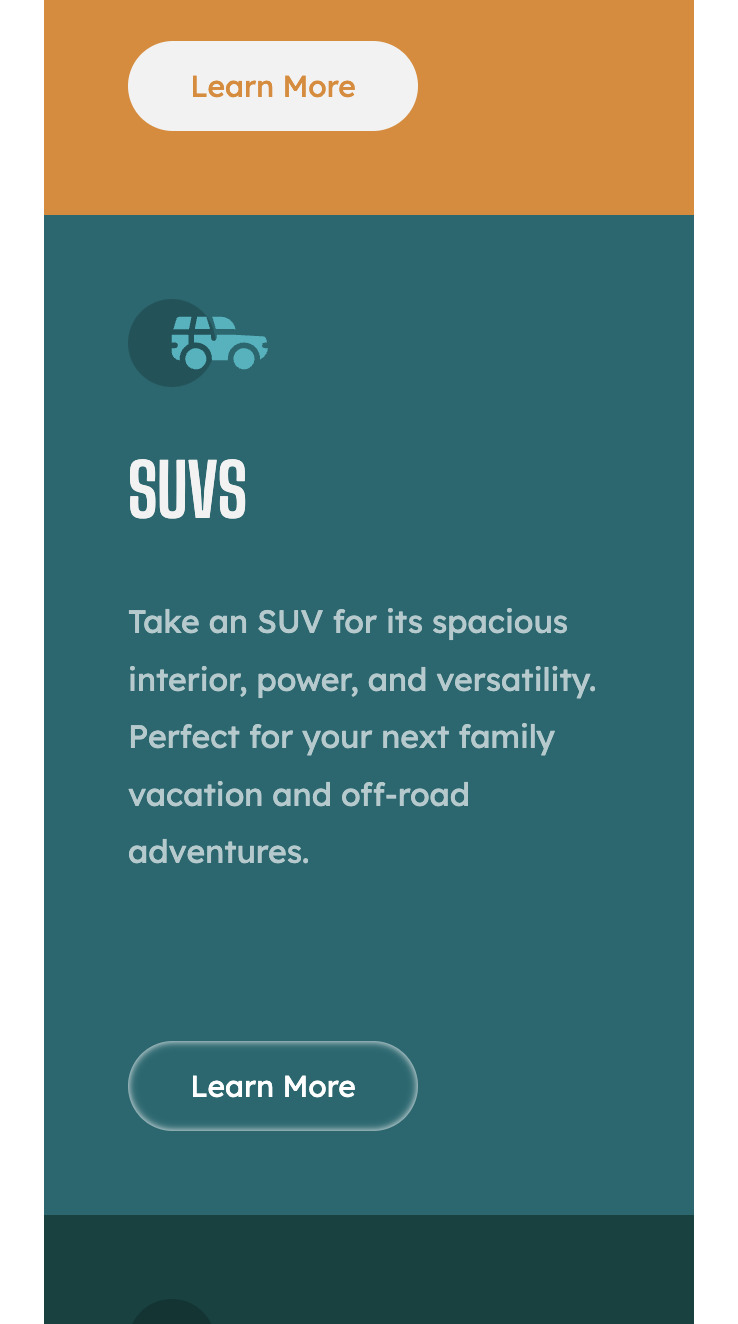 Learn More
SUVS
Take an SUV for its spacious
interior, power, and versatility.
Perfect for your next family
vacation and off-road
adventures.
Learn More